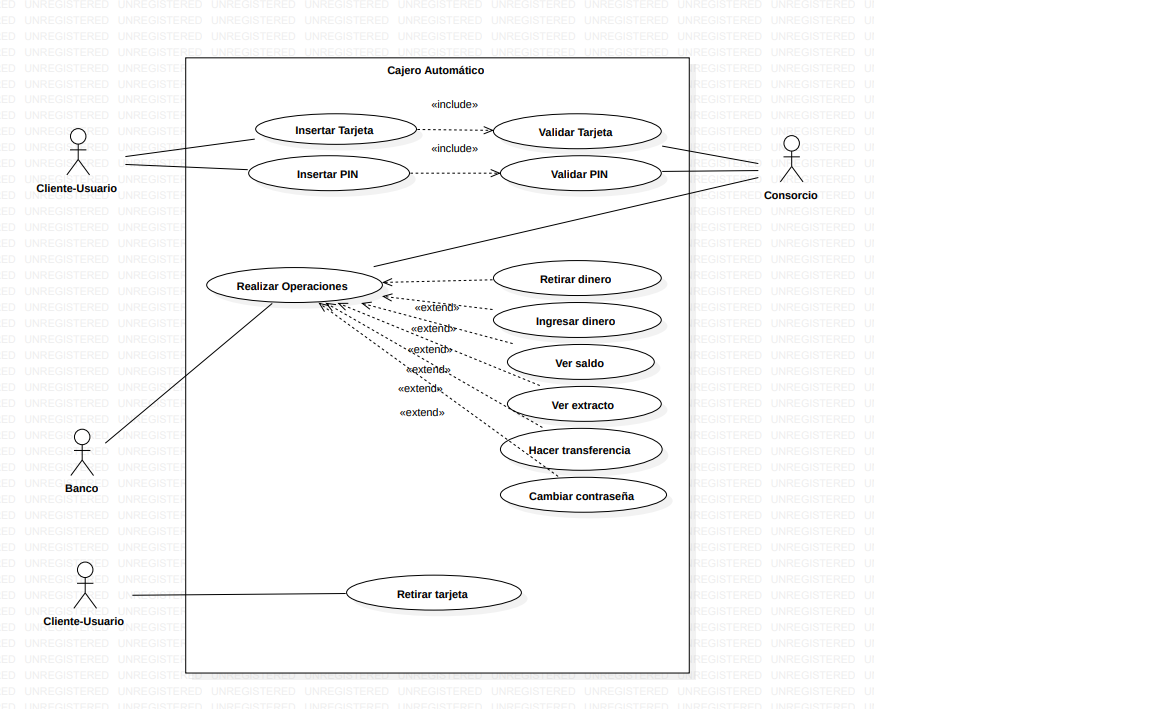 Cajero Automático
«include»
Insertar Tarjeta
Validar Tarjeta
«include»
Insertar PIN
Validar PIN
Cliente-Usuario
Consorcio
Realizar Operaciones
Retirar dinero
«extend»
Ingresar dinero
«extend»
«extend»
Ver saldo
«extend»
«extend»
Ver extracto
«extend»
Hacer transferencia
Banco
Cambiar contraseña
Retirar tarjeta
Cliente-Usuario
UNREGISTERED